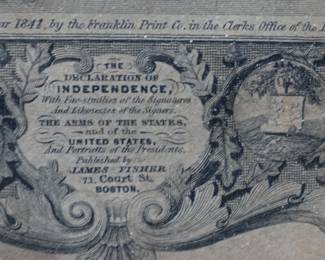 ar 1841, by the Franklin Print Co. in the Clerks Office of the
THE
DECLARATION OF
INDEPENDENCE,
With Fac-similies of the Signatures
And Likenesses of the Signers,
THE ARMS OF THE STATES,
and of the
UNITED STATES,
And Portraits of the Presidents.
Published by
JAMES FISHER
71, Court St.
BOSTON.